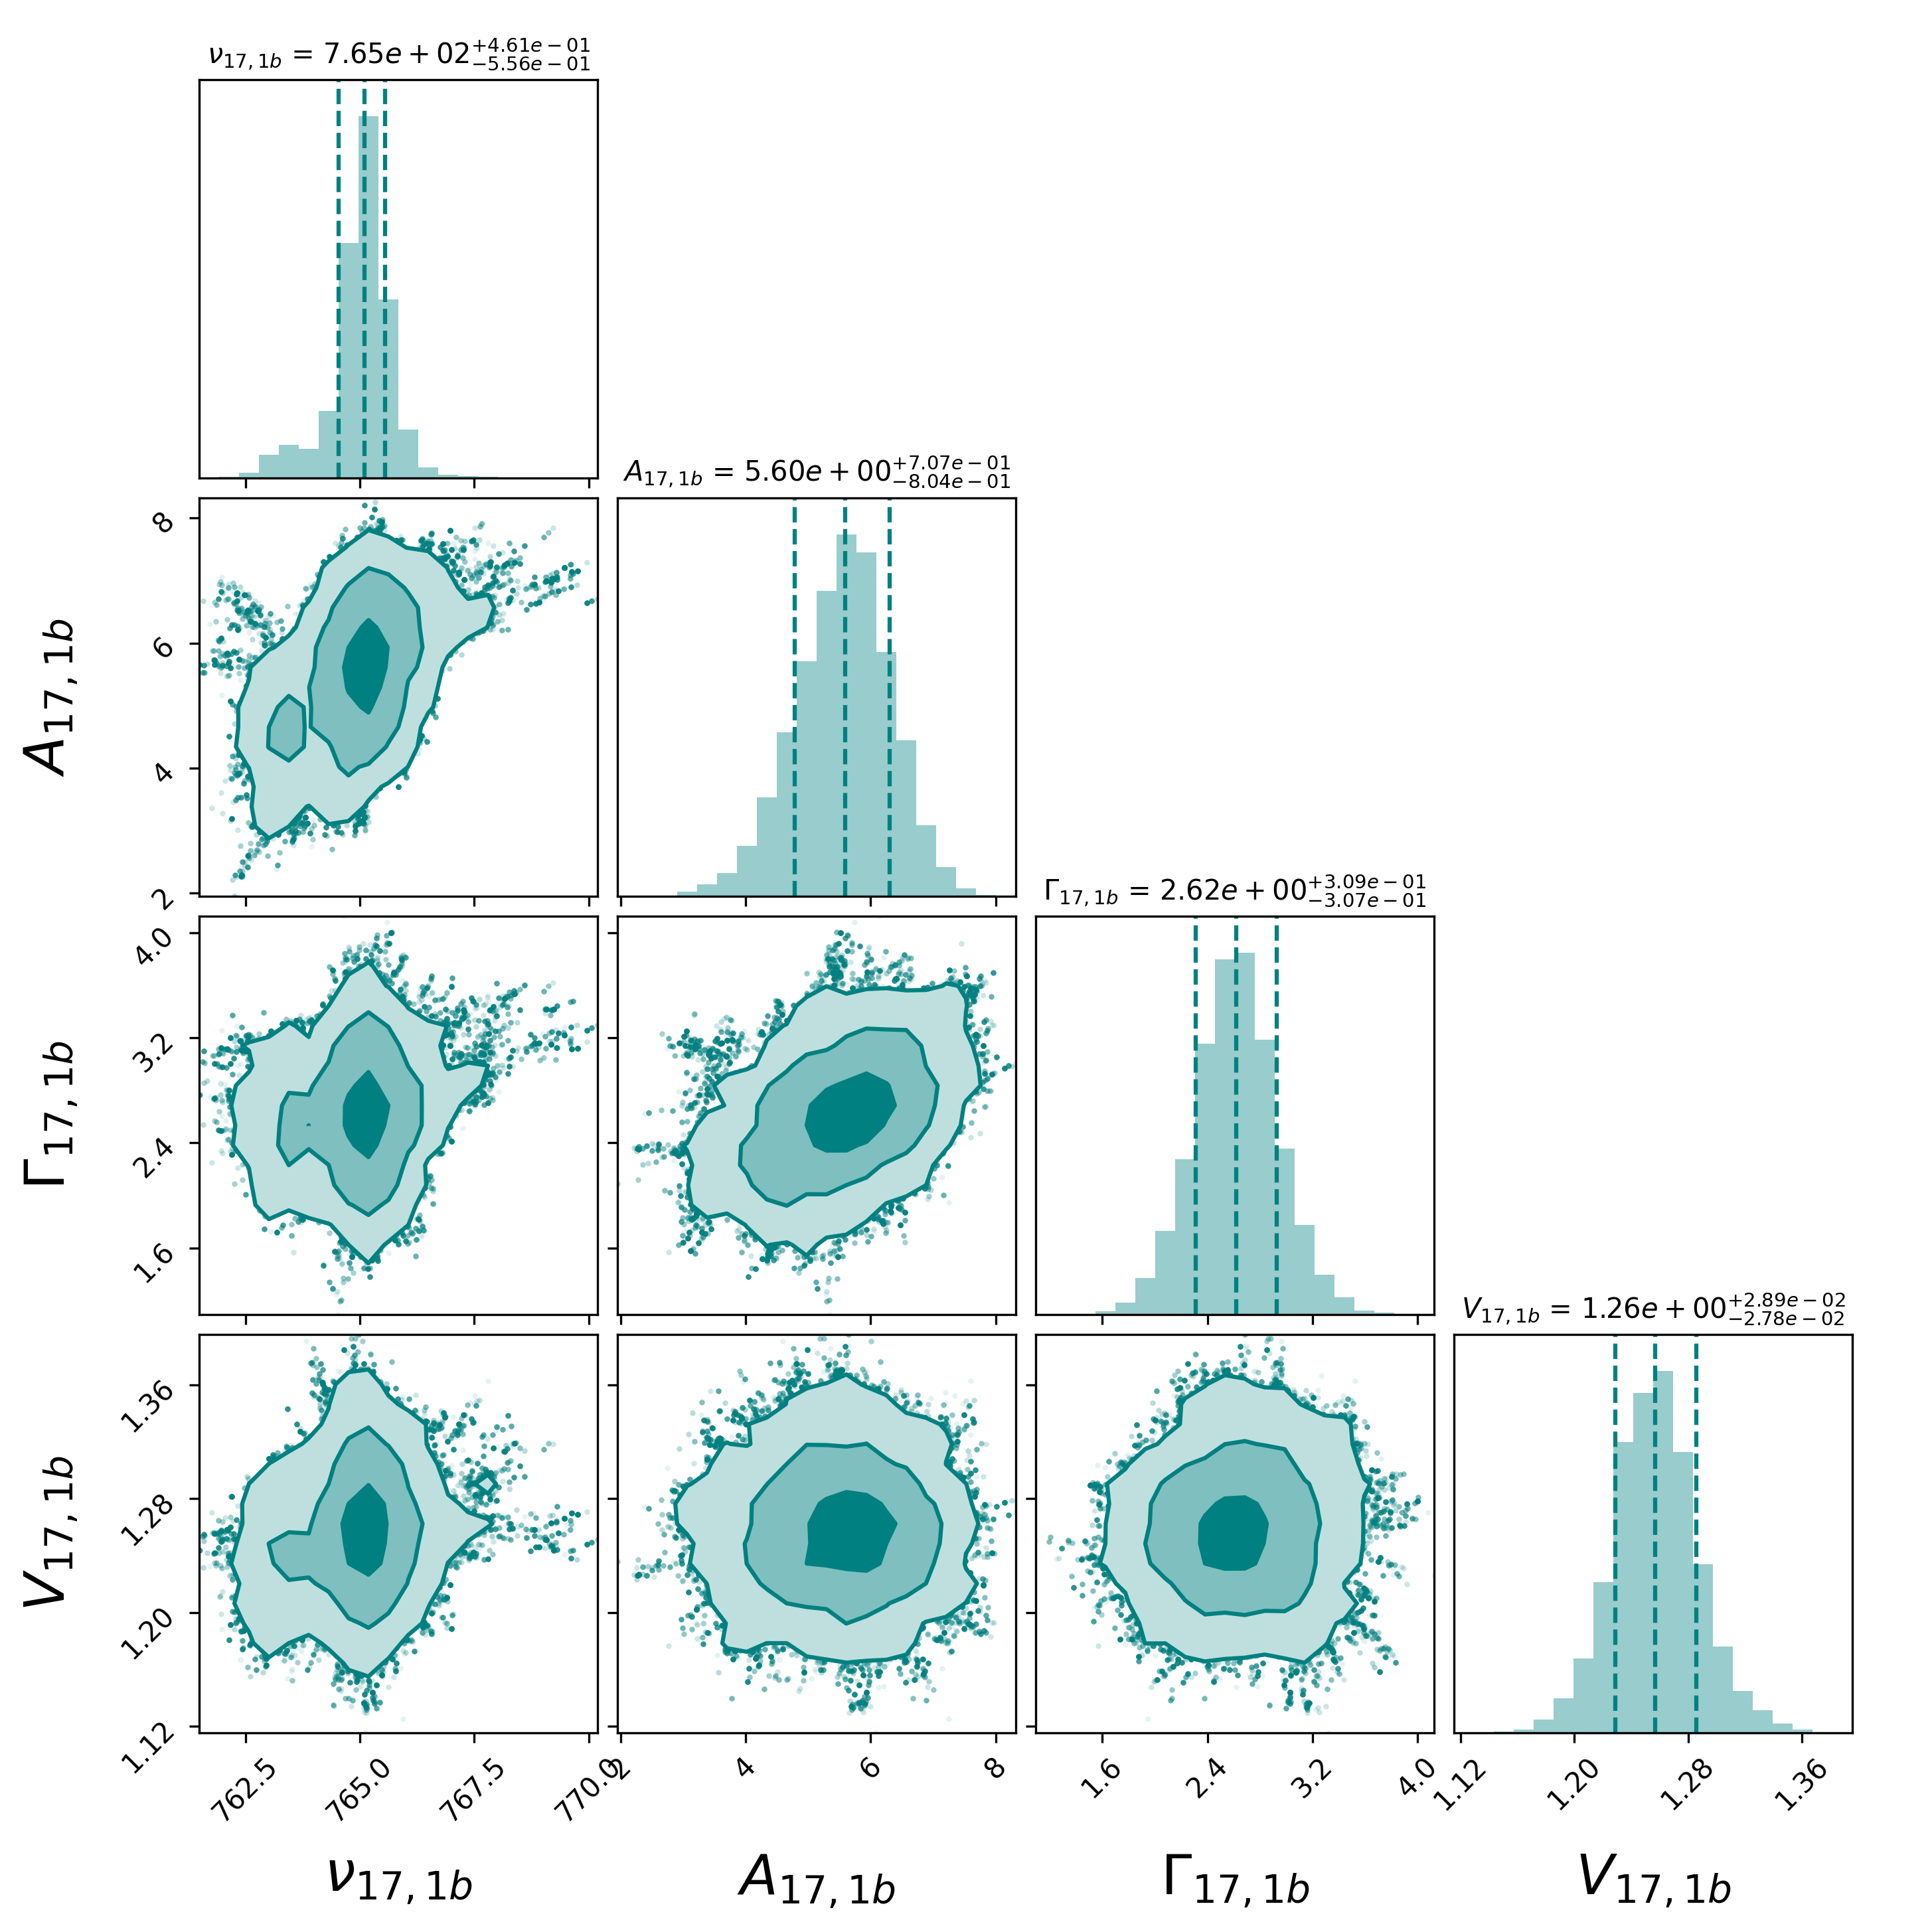 ν17, 1b = 7.65e + 02 +4.61e − 01 −5.56e − 01
A17, 1b = 5.60e + 00 +7.07e − 01 −8.04e − 01
8
6
4
2
A17, 1b
Γ17, 1b = 2.62e + 00 +3.09e − 01 −3.07e − 01
4.0
3.2
2.4
1.6
Γ17, 1b
V17, 1b = 1.26e + 00 +2.89e − 02 −2.78e − 02
1.36
1.28
1.20
1.12
V17, 1b
762.5 765.0 767.5 770.0 2 4 6 8 1.6 2.4 3.2 4.0 1.12 1.20 1.28 1.36
ν17, 1b A17, 1b Γ17, 1b V17, 1b